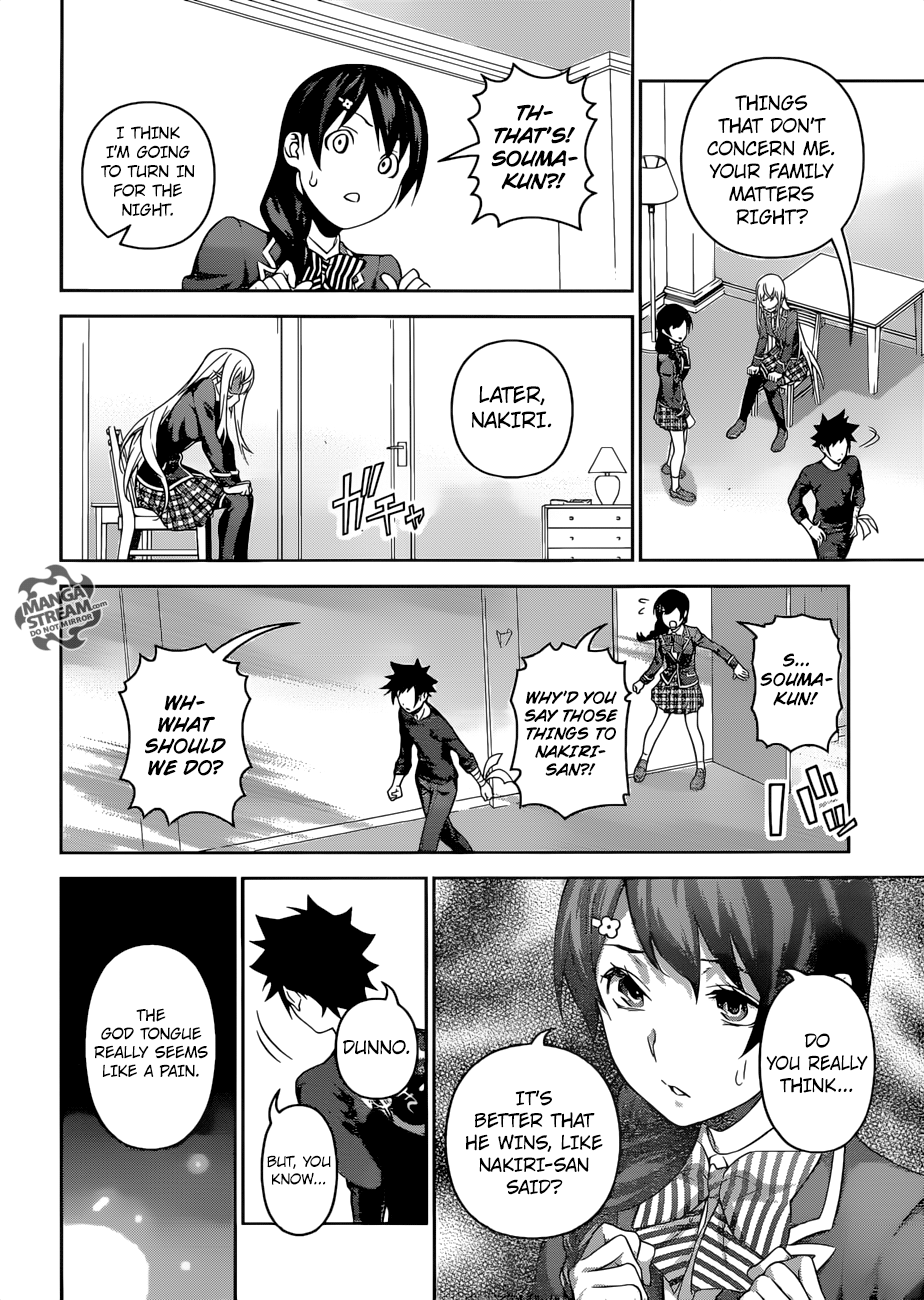 THINGS
THAT DON'T
CONCERN ME.
YOUR FAMILY
MATTERS
RIGHT?
TH-
THAT'S!
SOUMA-
KUN?!
I THINK
I'M GOING
TO TURN IN
FOR THE
NIGHT.
LATER,
NAKIRI.
ガチャ
S...
SOUMA-
KUN!
WHY'D YOU
SAY THOSE
THINGS TO
NAKIRI-
SAN?!
WH-
WHAT
SHOULD
WE DO?
MANGA
STREAM.com
DO NOT MIRROR
DO
YOU REALLY
THINK...
IT'S
BETTER THAT
HE WINS, LIKE
NAKIRI-SAN
SAID?
DUNNO.
BUT, YOU
KNOW...
THE
GOD TONGUE
REALLY SEEMS
LIKE A PAIN.